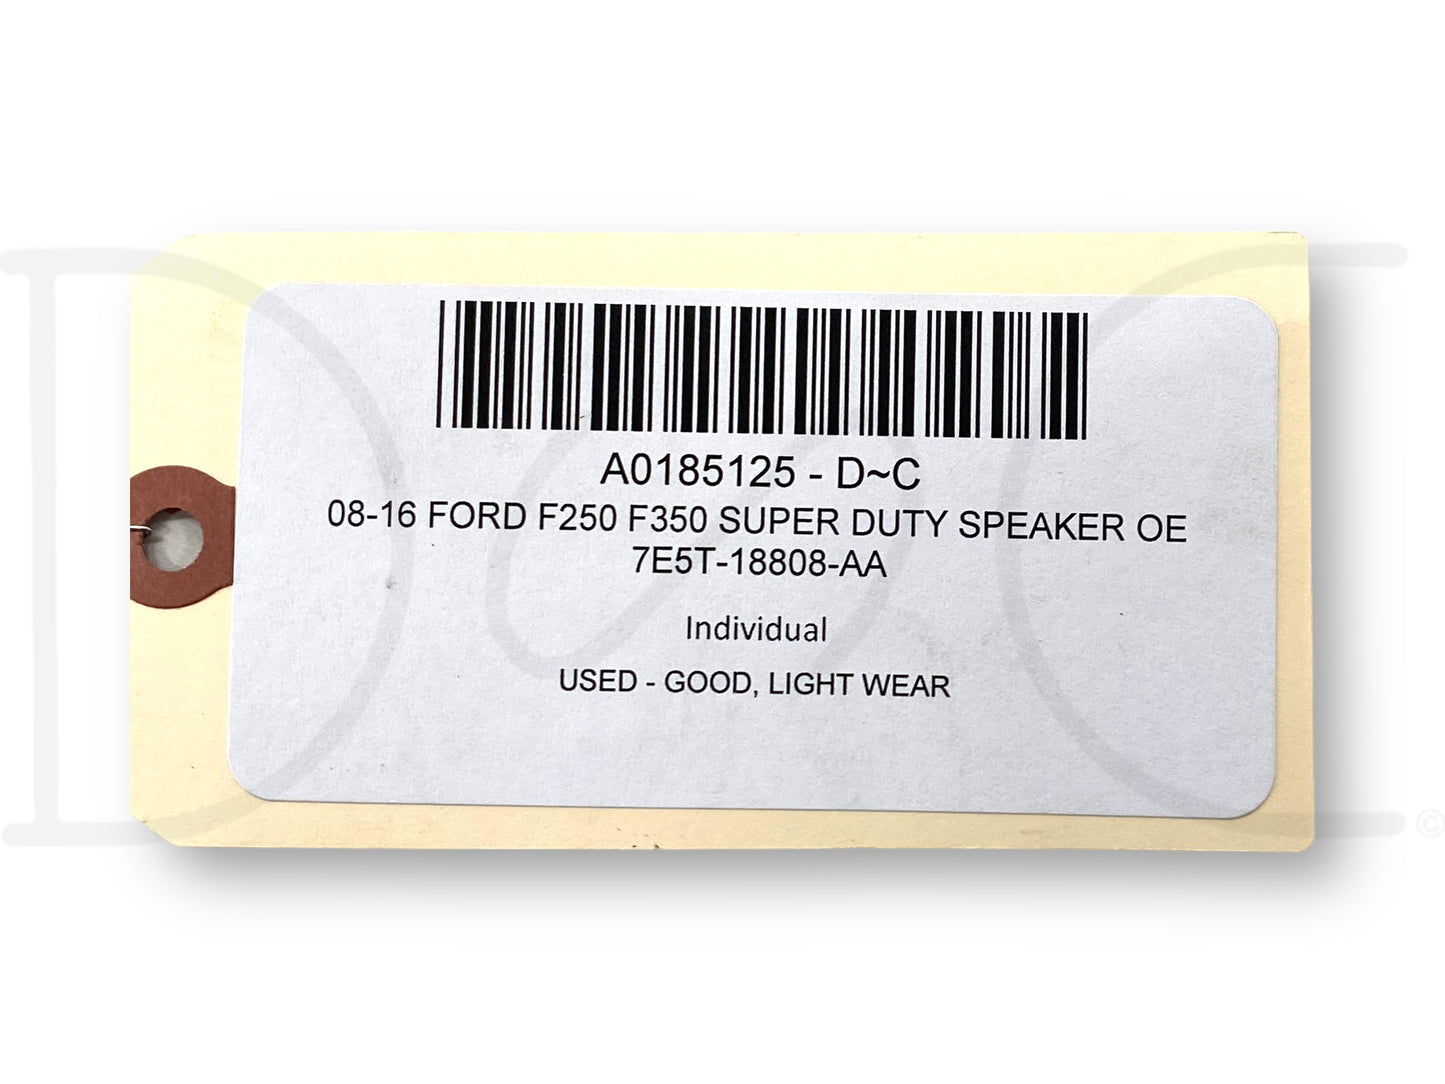 A0185125 - D~C
08-16 FORD F250 F350 SUPER DUTY SPEAKER OE
7E5T-18808-AA
Individual
USED - GOOD, LIGHT WEAR
D&C
©